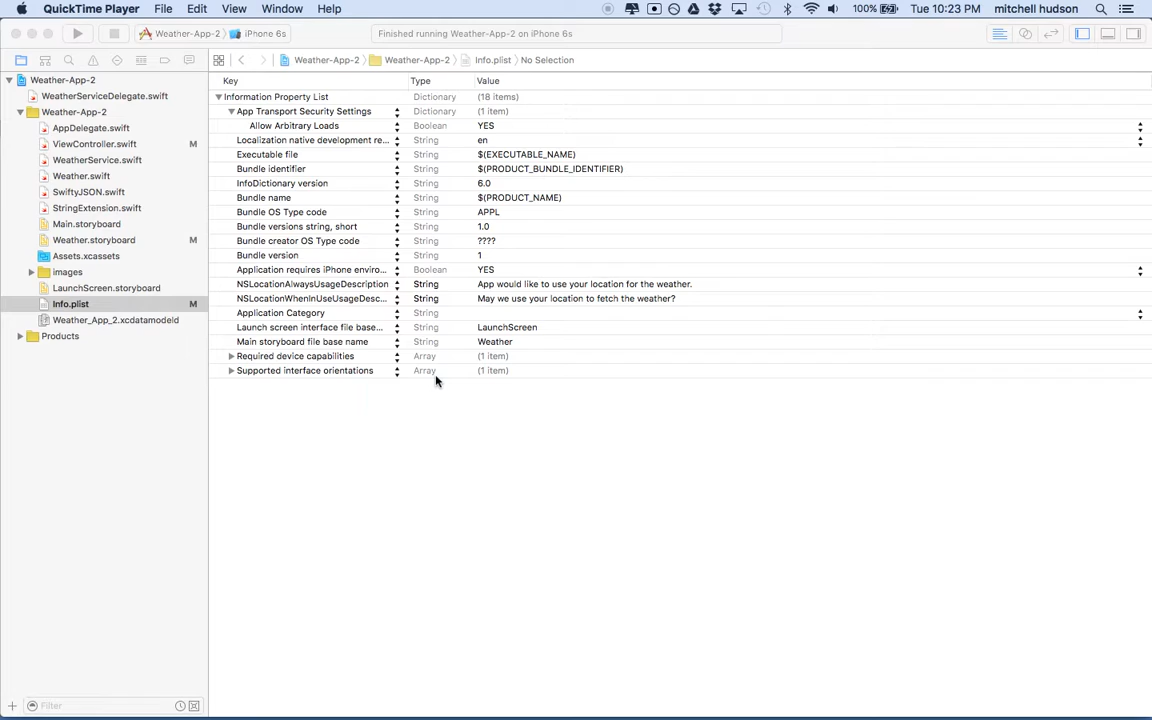 QuickTime Player File Edit View Window Help 100% Tue 10:23 PM mitchell hudson
Weather-App-2 iPhone 6s Finished running Weather-App-2 on iPhone 6s
Weather-App-2 Weather-App-2 Info.plist No Selection
Weather-App-2
WeatherServiceDelegate.swift
Weather-App-2
AppDelegate.swift
ViewController.swift M
WeatherService.swift
Weather.swift
SwiftyJSON.swift
StringExtension.swift
Main.storyboard
Weather.storyboard M
Assets.xcassets
images
LaunchScreen.storyboard
Info.plist M
Weather_App_2.xcdatamodeld
Products
Filter
Key Type Value
Information Property List Dictionary (18 items)
App Transport Security Settings Dictionary (1 item)
Allow Arbitrary Loads Boolean YES
Localization native development re... String en
Executable file String $(EXECUTABLE_NAME)
Bundle identifier String $(PRODUCT_BUNDLE_IDENTIFIER)
InfoDictionary version String 6.0
Bundle name String $(PRODUCT_NAME)
Bundle OS Type code String APPL
Bundle versions string, short String 1.0
Bundle creator OS Type code String ????
Bundle version String 1
Application requires iPhone enviro... Boolean YES
NSLocationAlwaysUsageDescription String App would like to use your location for the weather.
NSLocationWhenInUseUsageDesc... String May we use your location to fetch the weather?
Application Category String
Launch screen interface file base... String LaunchScreen
Main storyboard file base name String Weather
Required device capabilities Array (1 item)
Supported interface orientations Array (1 item)